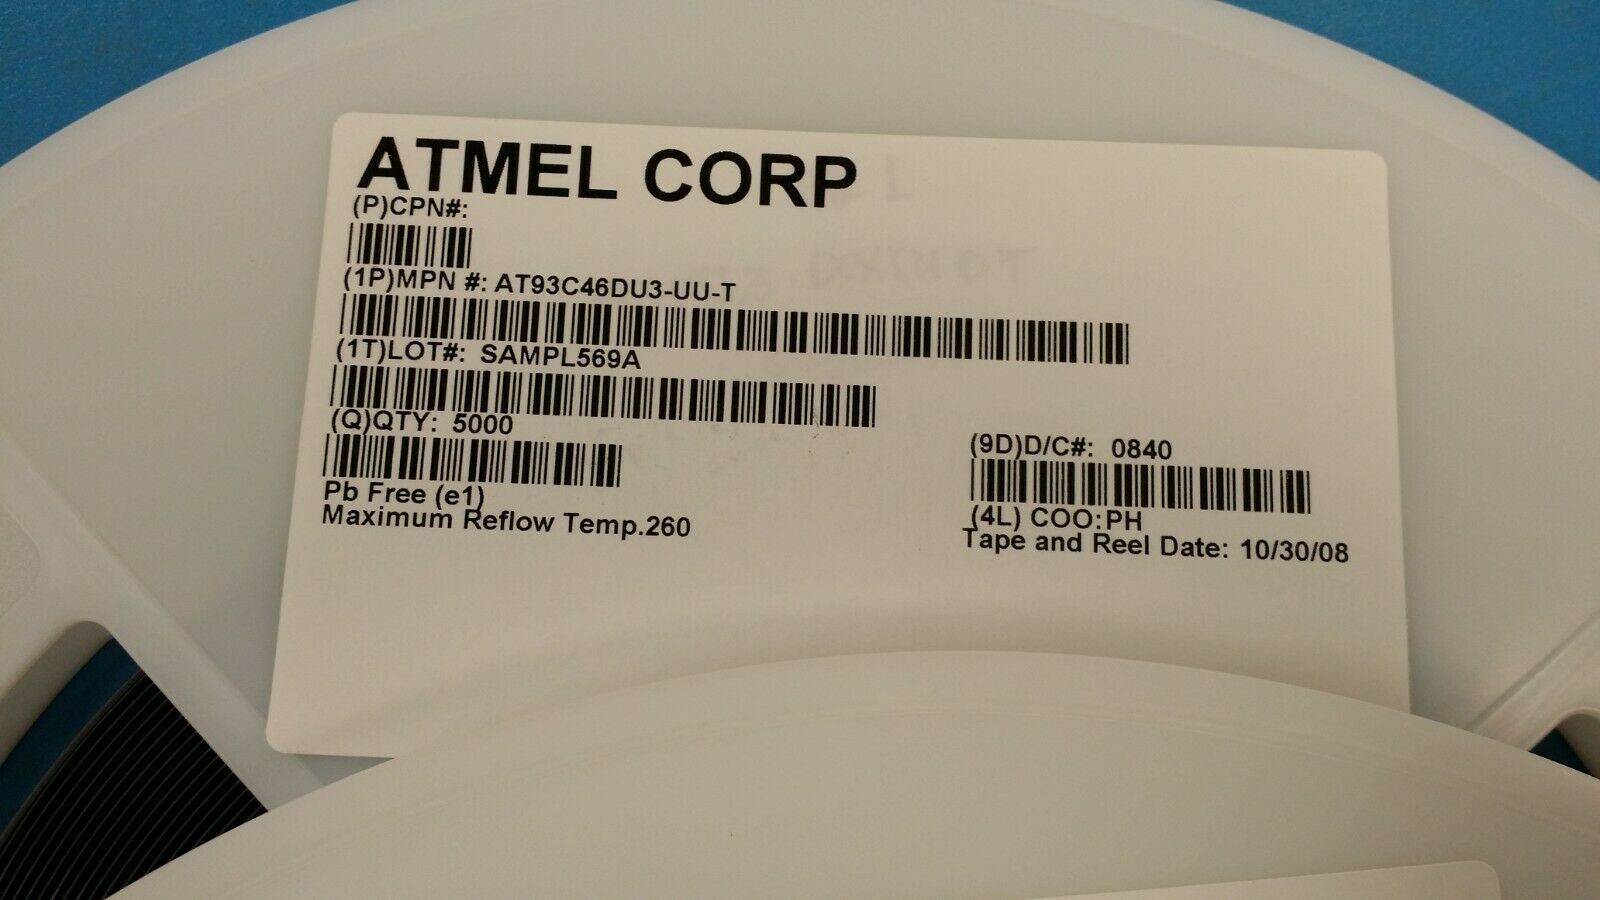 ATMEL CORP
(P)CPN#:
(1P)MPN #: AT93C46DU3-UU-T
(1T)LOT#: SAMPL569A
(Q)QTY: 5000
(9D)D/C#: 0840
Pb Free (e1)
(4L) COO:PH
Maximum Reflow Temp.260
Tape and Reel Date: 10/30/08